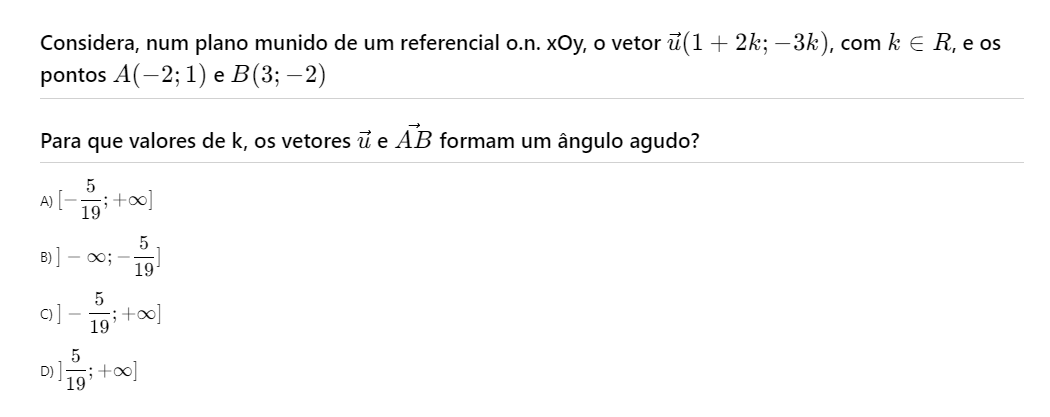 Considera, num plano munido de um referencial o.n. xOy, o vetor $\vec{u}(1+2k;-3k)$, com $k \in R$, e os
pontos $A(-2;1)$ e $B(3;-2)$
Para que valores de k, os vetores $\vec{u}$ e $\vec{AB}$ formam um ângulo agudo?
A) $[-\frac{5}{19};+\infty]$
B) $]-\infty;-\frac{5}{19}]$
C) $]-\frac{5}{19};+\infty]$
D) $]\frac{5}{19};+\infty]$